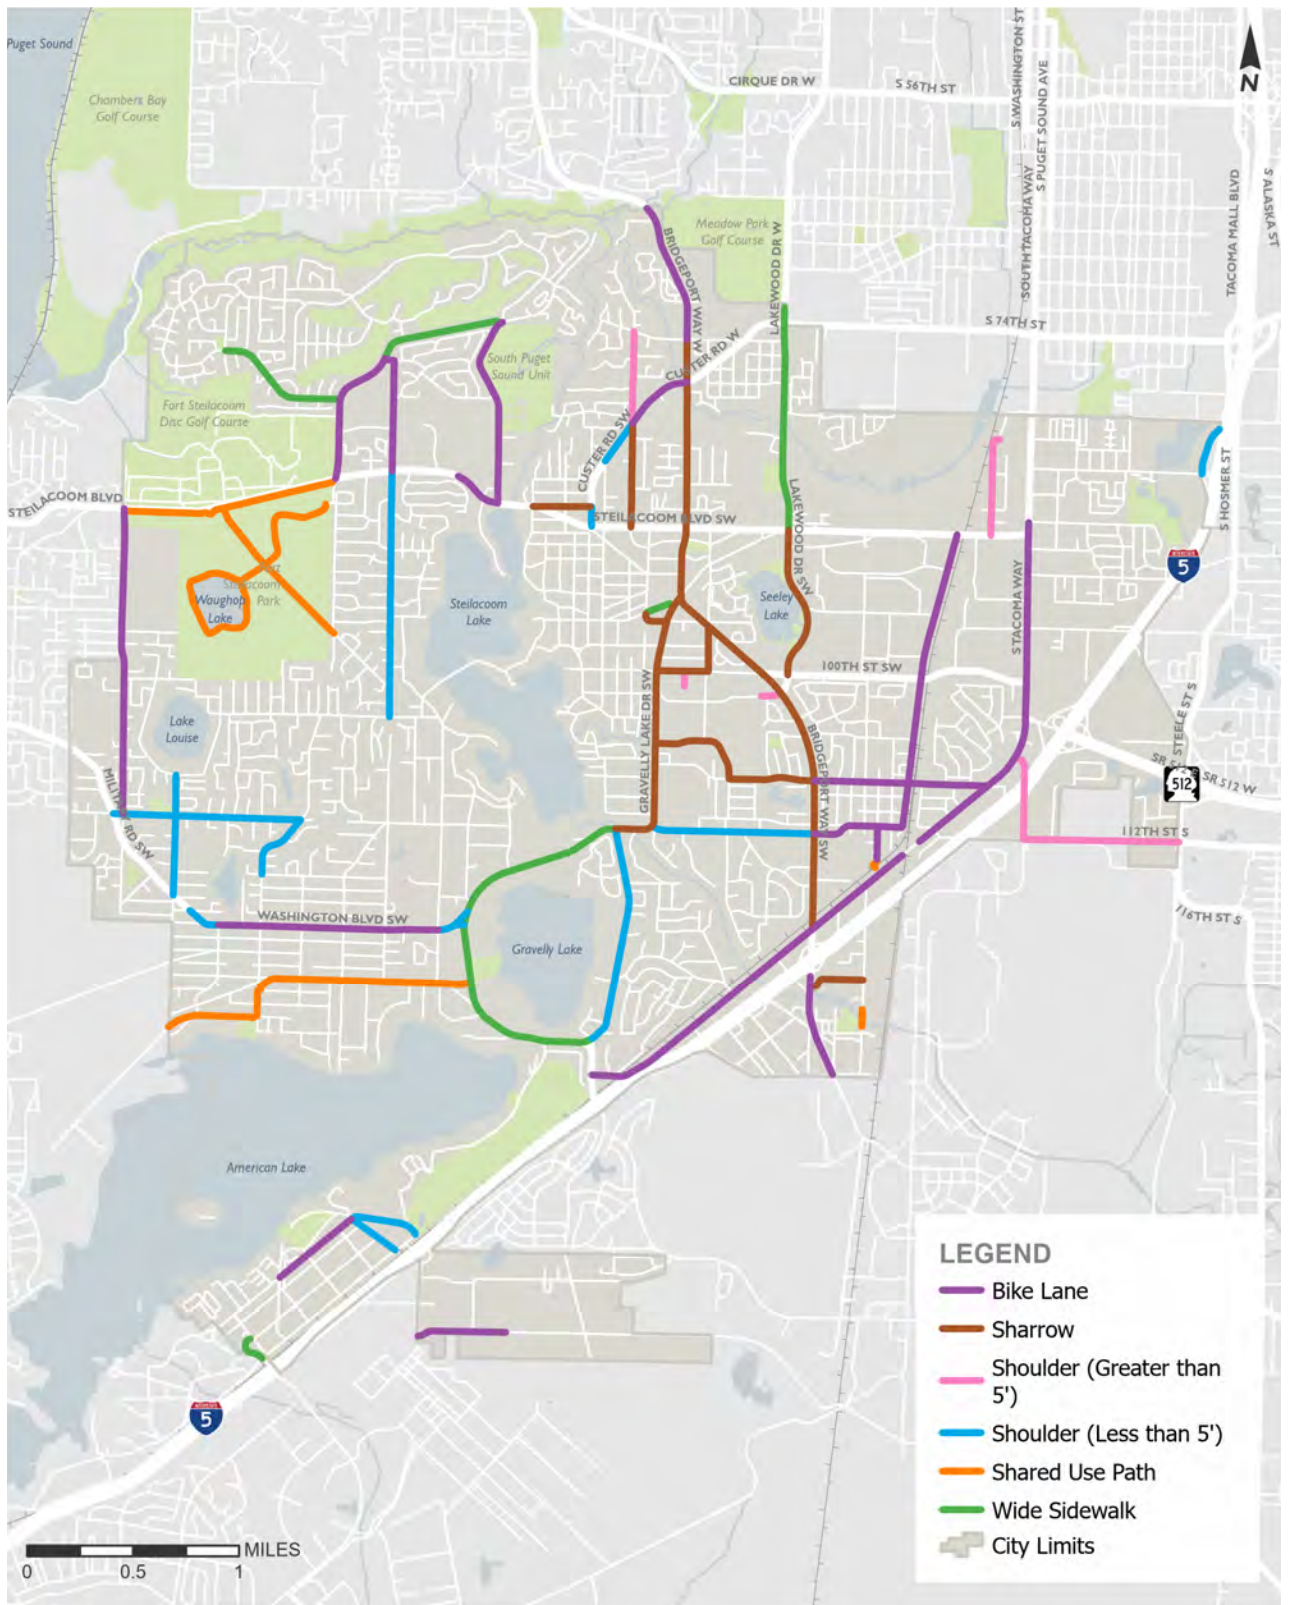 Puget Sound
Chambers Bay
Golf Course
CIRQUE DR W
S 56TH ST
S WASHINGTON ST
S PUGET SOUND AVE
N
SOUTH TACOMA WAY
TACOMA MALL BLVD
S ALASKA ST
Meadow Park
Golf Course
BRIDGEPORT WAY W
LAKEWOOD DR W
S 74TH ST
CUSTER RD W
South Puget
Sound Unit
Fort Steilacoom
Disc Golf Course
CUSTER RD SW
STEILACOOM BLVD
STEILACOOM BLVD SW
LAKEWOOD DR SW
S HOSMER ST
5
Steilacoom
Park
Waughop
Lake
Steilacoom
Lake
Seeley
Lake
S TACOMA WAY
100TH ST SW
GRAVELLY LAKE DR SW
Lake
Louise
STEELE ST S
SR 512 E
SR 512 W
512
MILITARY RD SW
BRIDGEPORT WAY SW
112TH ST S
116TH ST S
WASHINGTON BLVD SW
Gravelly Lake
American Lake
5
LEGEND
Bike Lane
Sharrow
Shoulder (Greater than
5')
Shoulder (Less than 5')
Shared Use Path
Wide Sidewalk
City Limits
MILES
0 0.5 1